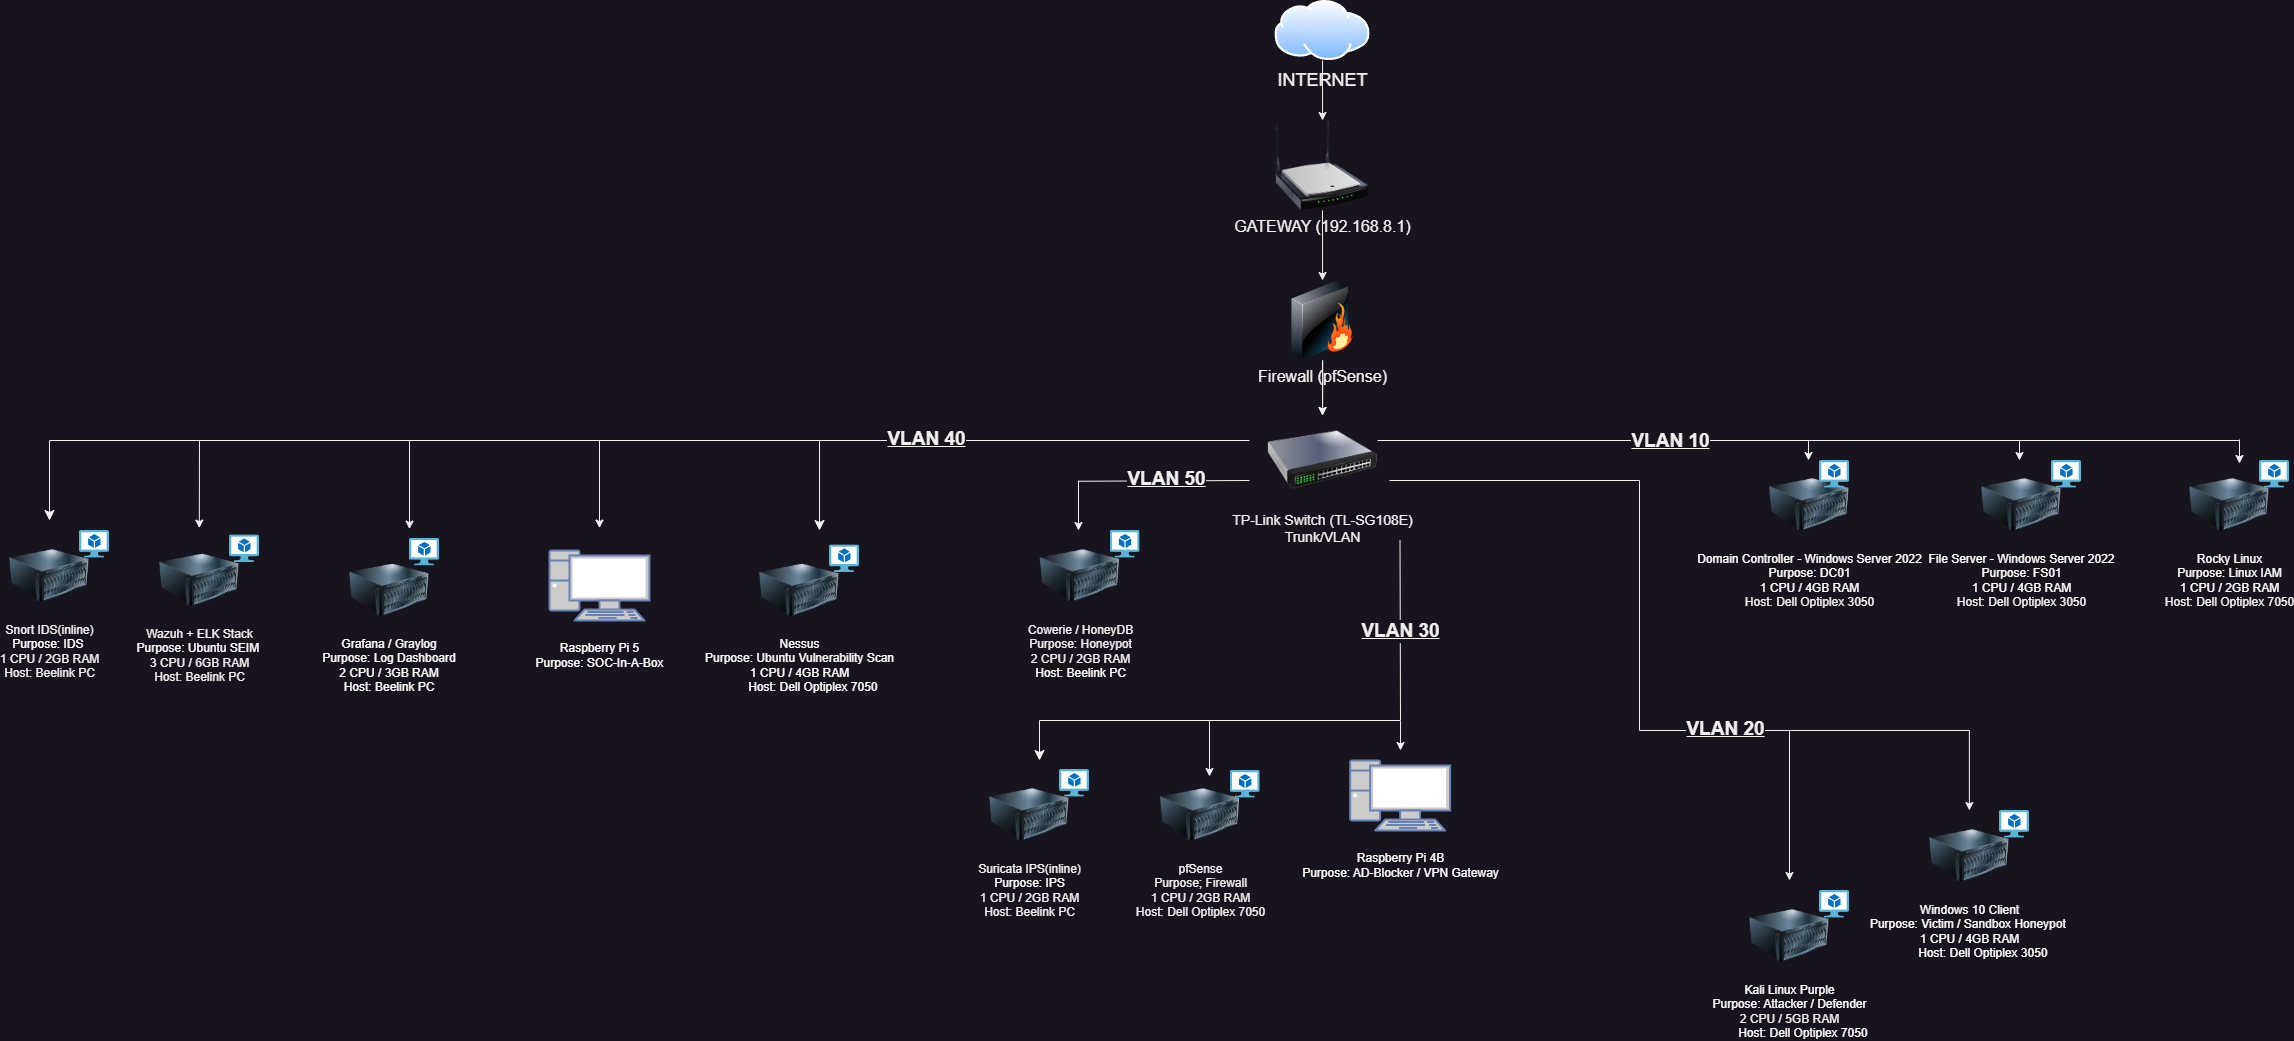 INTERNET
GATEWAY (192.168.8.1)
Firewall (pfSense)
VLAN 40
VLAN 10
VLAN 50
TP-Link Switch (TL-SG108E)
Trunk/VLAN
Domain Controller - Windows Server 2022
Purpose: DC01
1 CPU / 4GB RAM
Host: Dell Optiplex 3050
File Server - Windows Server 2022
Purpose: FS01
1 CPU / 4GB RAM
Host: Dell Optiplex 3050
Rocky Linux
Purpose: Linux IAM
1 CPU / 2GB RAM
Host: Dell Optiplex 7050
Snort IDS(inline)
Purpose: IDS
1 CPU / 2GB RAM
Host: Beelink PC
Wazuh + ELK Stack
Purpose: Ubuntu SEIM
3 CPU / 6GB RAM
Host: Beelink PC
Grafana / Graylog
Purpose: Log Dashboard
2 CPU / 3GB RAM
Host: Beelink PC
Raspberry Pi 5
Purpose: SOC-In-A-Box
Nessus
Purpose: Ubuntu Vulnerability Scan
1 CPU / 4GB RAM
Host: Dell Optiplex 7050
Cowerie / HoneyDB
Purpose: Honeypot
2 CPU / 2GB RAM
Host: Beelink PC
VLAN 30
VLAN 20
Suricata IPS(inline)
Purpose: IPS
1 CPU / 2GB RAM
Host: Beelink PC
pfSense
Purpose; Firewall
1 CPU / 2GB RAM
Host: Dell Optiplex 7050
Raspberry Pi 4B
Purpose: AD-Blocker / VPN Gateway
Windows 10 Client
Purpose: Victim / Sandbox Honeypot
1 CPU / 4GB RAM
Host: Dell Optiplex 3050
Kali Linux Purple
Purpose: Attacker / Defender
2 CPU / 5GB RAM
Host: Dell Optiplex 7050